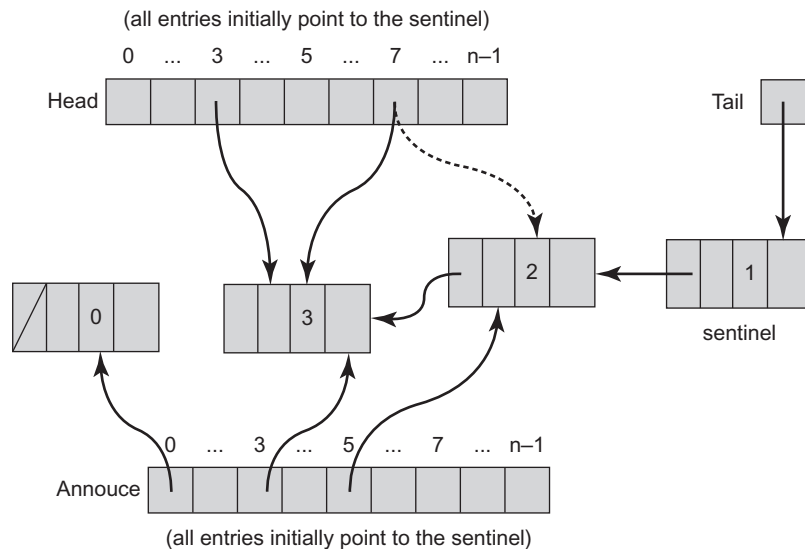 (all entries initially point to the sentinel)
0 ... 3 ... 5 ... 7 ... n–1
Head
Tail
2
1
0
3
sentinel
0 ... 3 ... 5 ... 7 ... n–1
Annouce
(all entries initially point to the sentinel)